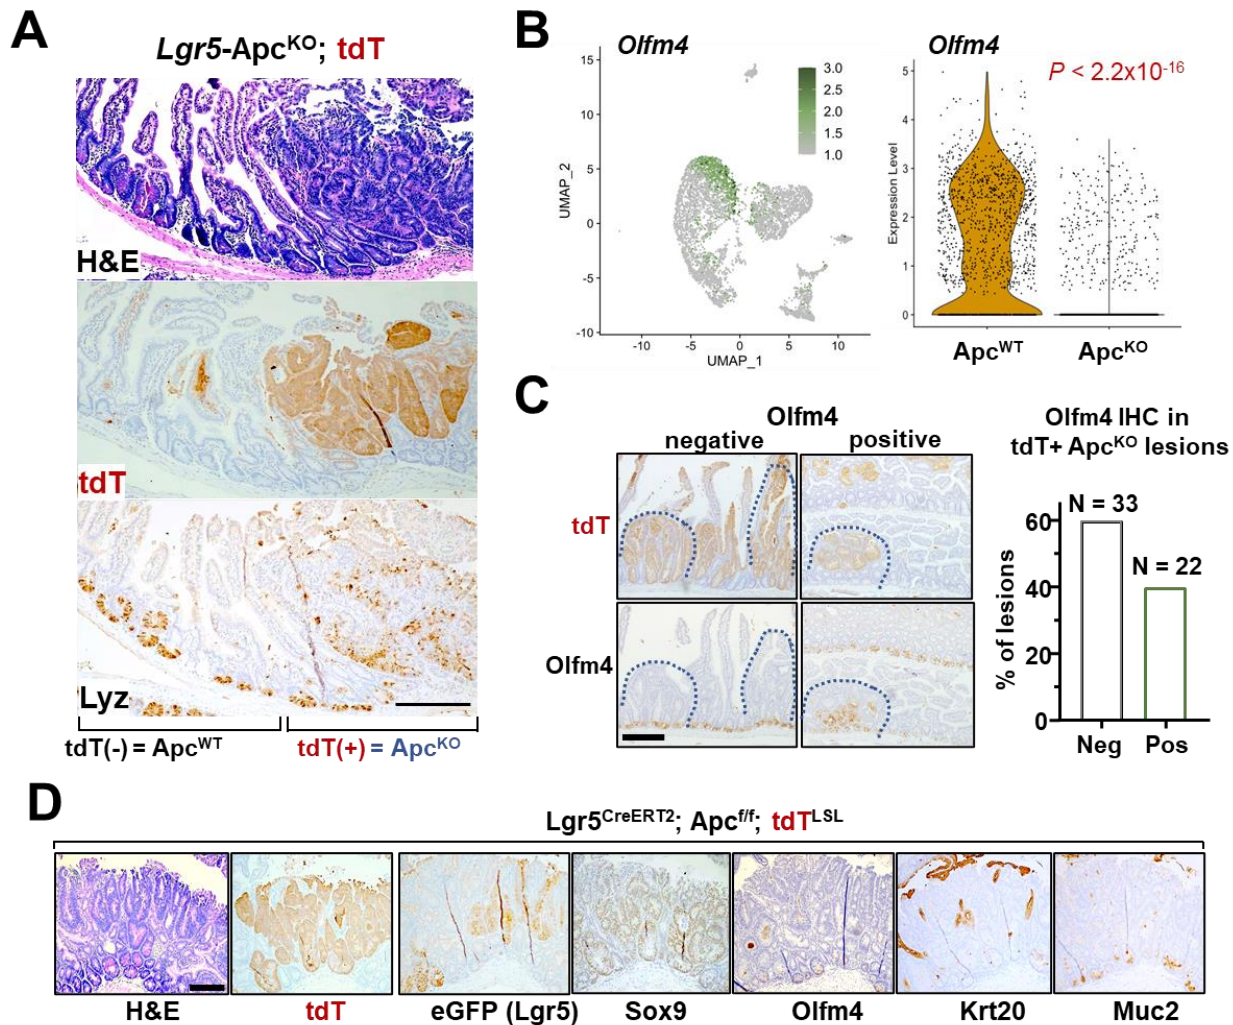 A
Lgr5-ApcKO; tdT
H&E
tdT
Lyz
tdT(-) = ApcWT
tdT(+) = ApcKO
B
Olfm4
15
10
5
0
-5
-10
UMAP_2
-10
-5
0
5
10
UMAP_1
3.0
2.5
2.0
1.5
1.0
Olfm4
P < 2.2x10-16
5
4
3
2
1
0
Expression Level
ApcWT
ApcKO
C
Olfm4
negative
positive
tdT
Olfm4
Olfm4 IHC in
tdT+ ApcKO lesions
N = 33
N = 22
60
40
20
0
% of lesions
Neg
Pos
D
Lgr5CreERT2; Apcf/f; tdTLSL
H&E
tdT
eGFP (Lgr5)
Sox9
Olfm4
Krt20
Muc2